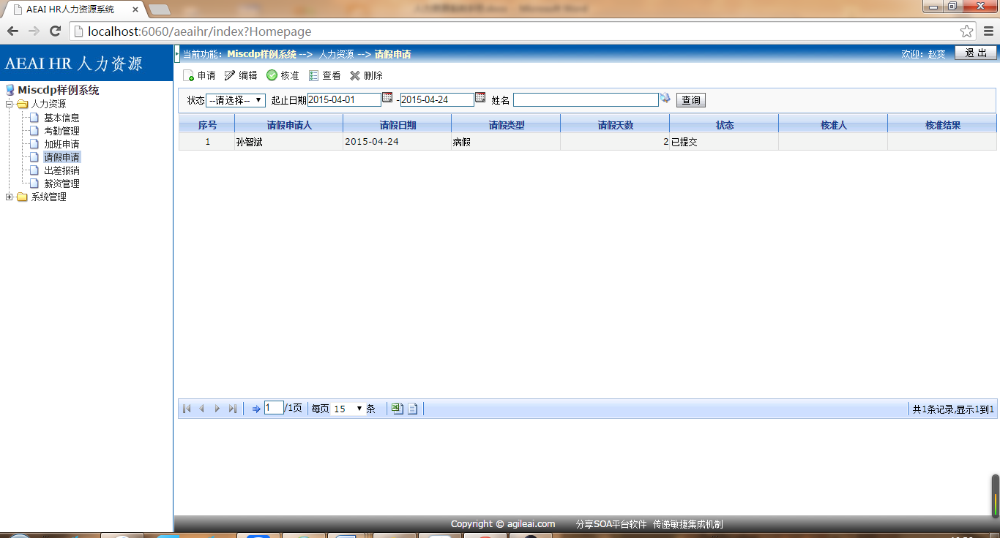 AEAI HR人力资源系统
localhost:6060/aeaihr/index?Homepage
AEAI HR 人力资源
当前功能：Miscdp样例系统 --> 人力资源 --> 请假申请
欢迎：赵爽 退 出
申请 编辑 核准 查看 删除
Miscdp样例系统
人力资源
基本信息
考勤管理
加班申请
请假申请
出差报销
薪资管理
系统管理
状态 --请选择-- 起止日期 2015-04-01 - 2015-04-24 姓名 查询
序号 请假申请人 请假日期 请假类型 请假天数 状态 核准人 核准结果
1 孙智斌 2015-04-24 病假 2 已提交
1 /1页 每页 15 条
共1条记录,显示1到1
Copyright © agileai.com 分享SOA平台软件 传递敏捷集成机制